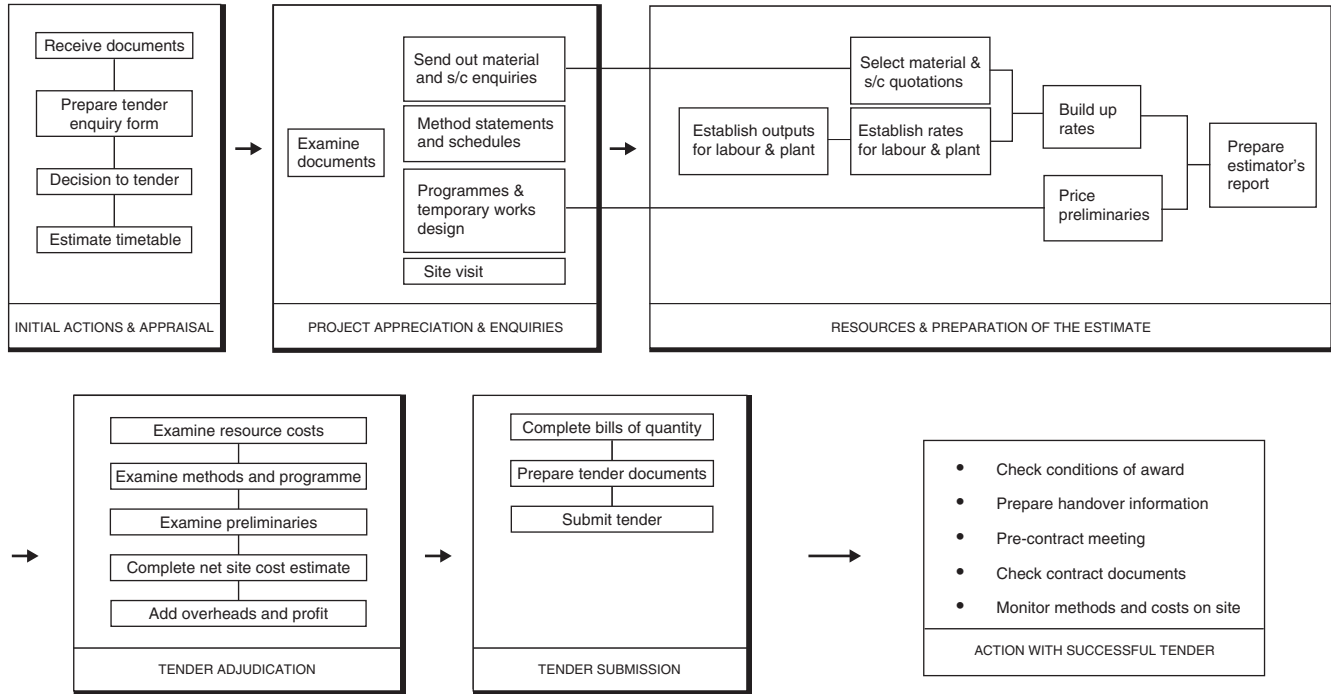 Receive documents
Prepare tender
enquiry form
Decision to tender
Estimate timetable
INITIAL ACTIONS & APPRAISAL
Examine
documents
Send out material
and s/c enquiries
Method statements
and schedules
Programmes &
temporary works
design
Site visit
PROJECT APPRECIATION & ENQUIRIES
Select material &
s/c quotations
Establish outputs
for labour & plant
Establish rates
for labour & plant
Build up
rates
Price
preliminaries
Prepare
estimator's
report
RESOURCES & PREPARATION OF THE ESTIMATE
Examine resource costs
Examine methods and programme
Examine preliminaries
Complete net site cost estimate
Add overheads and profit
TENDER ADJUDICATION
Complete bills of quantity
Prepare tender documents
Submit tender
TENDER SUBMISSION
• Check conditions of award
• Prepare handover information
• Pre-contract meeting
• Check contract documents
• Monitor methods and costs on site
ACTION WITH SUCCESSFUL TENDER